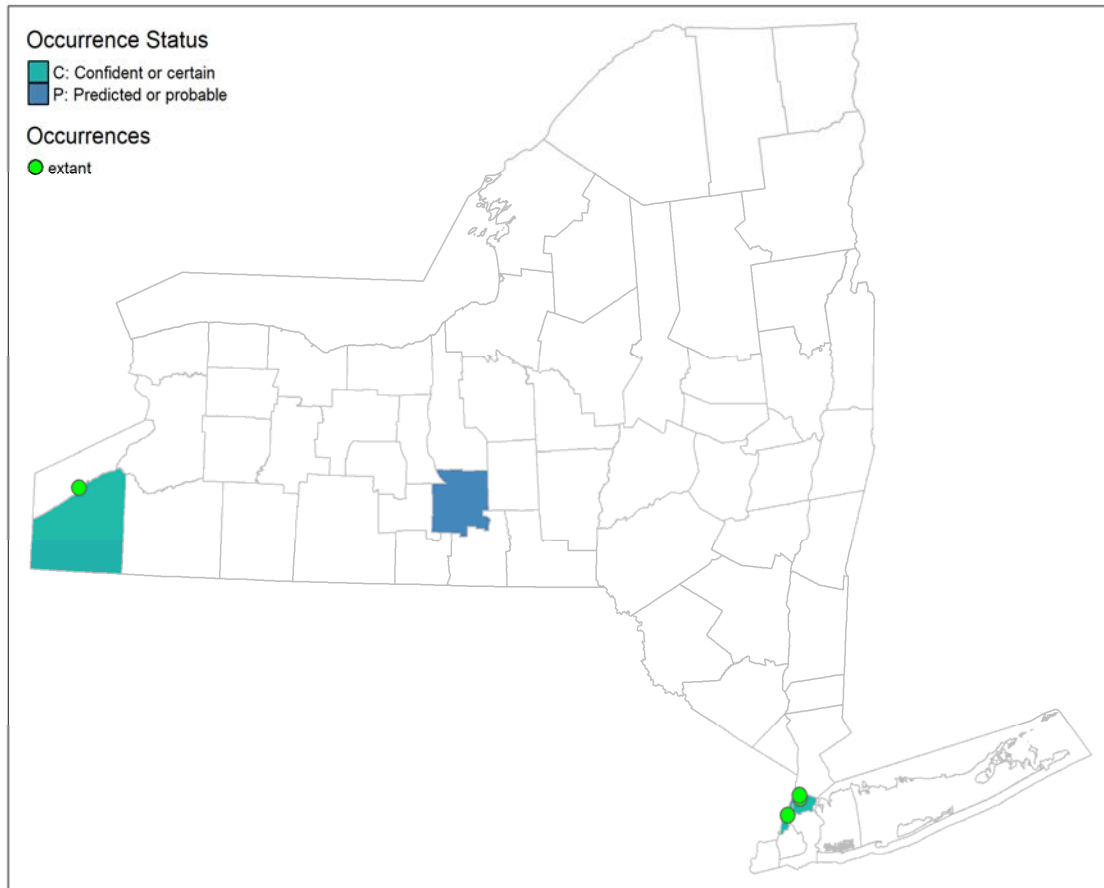 Occurrence Status
C: Confident or certain
P: Predicted or probable
Occurrences
extant